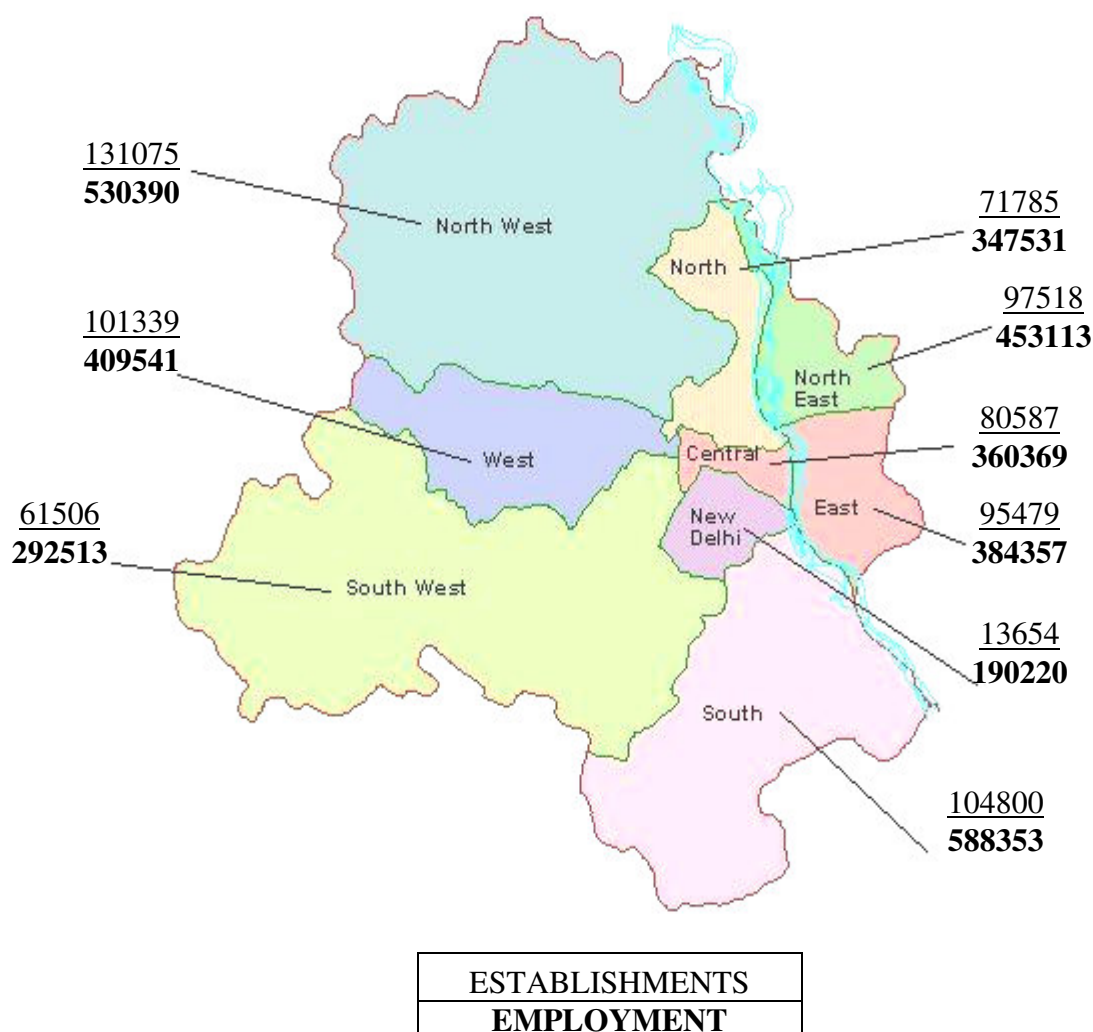 131075
530390
North West
71785
347531
North
97518
453113
101339
409541
North
East
80587
360369
Central
West
61506
292513
New
Delhi
East
95479
384357
South West
13654
190220
South
104800
588353
ESTABLISHMENTS
EMPLOYMENT